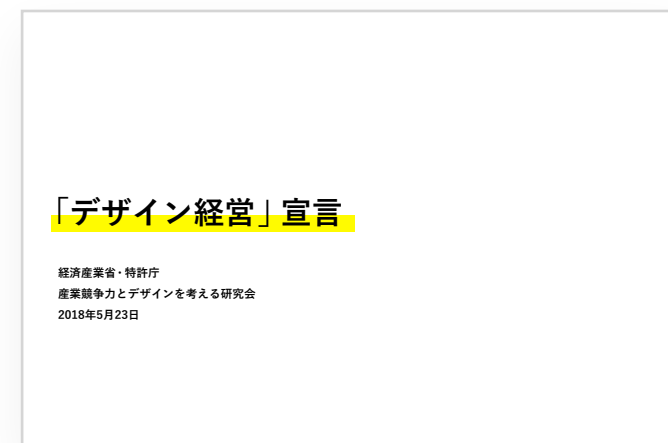 「デザイン経営」宣言
経済産業省・特許庁
産業競争力とデザインを考える研究会
2018年5月23日